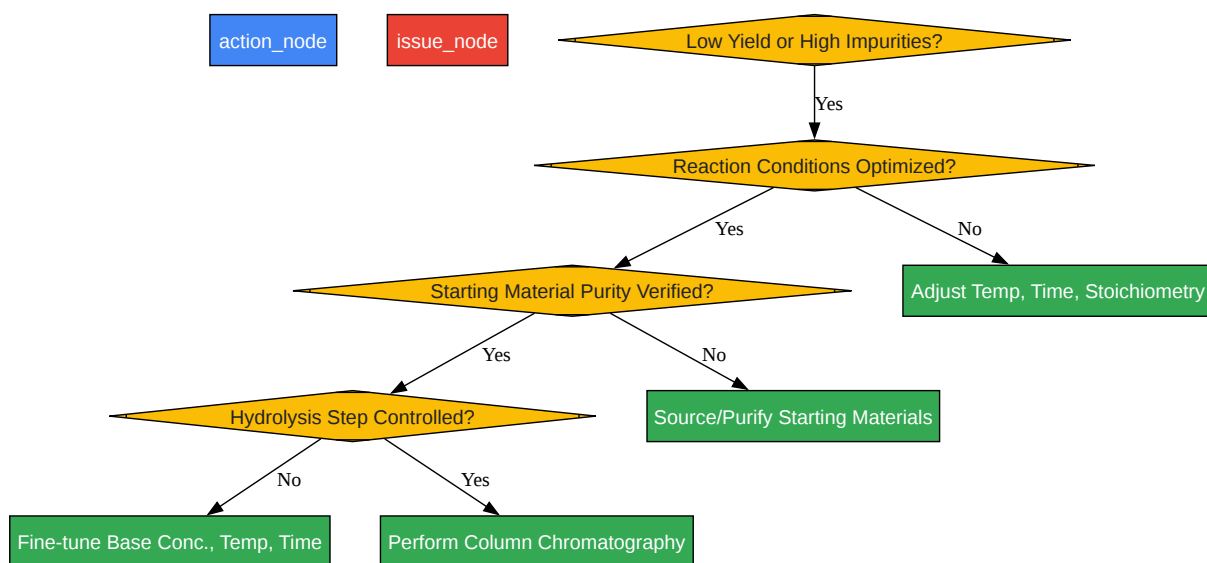 action_node
issue_node
Low Yield or High Impurities?
Yes
Reaction Conditions Optimized?
Yes
No
Starting Material Purity Verified?
Adjust Temp, Time, Stoichiometry
Yes
No
Hydrolysis Step Controlled?
Source/Purify Starting Materials
No
Yes
Fine-tune Base Conc., Temp, Time
Perform Column Chromatography